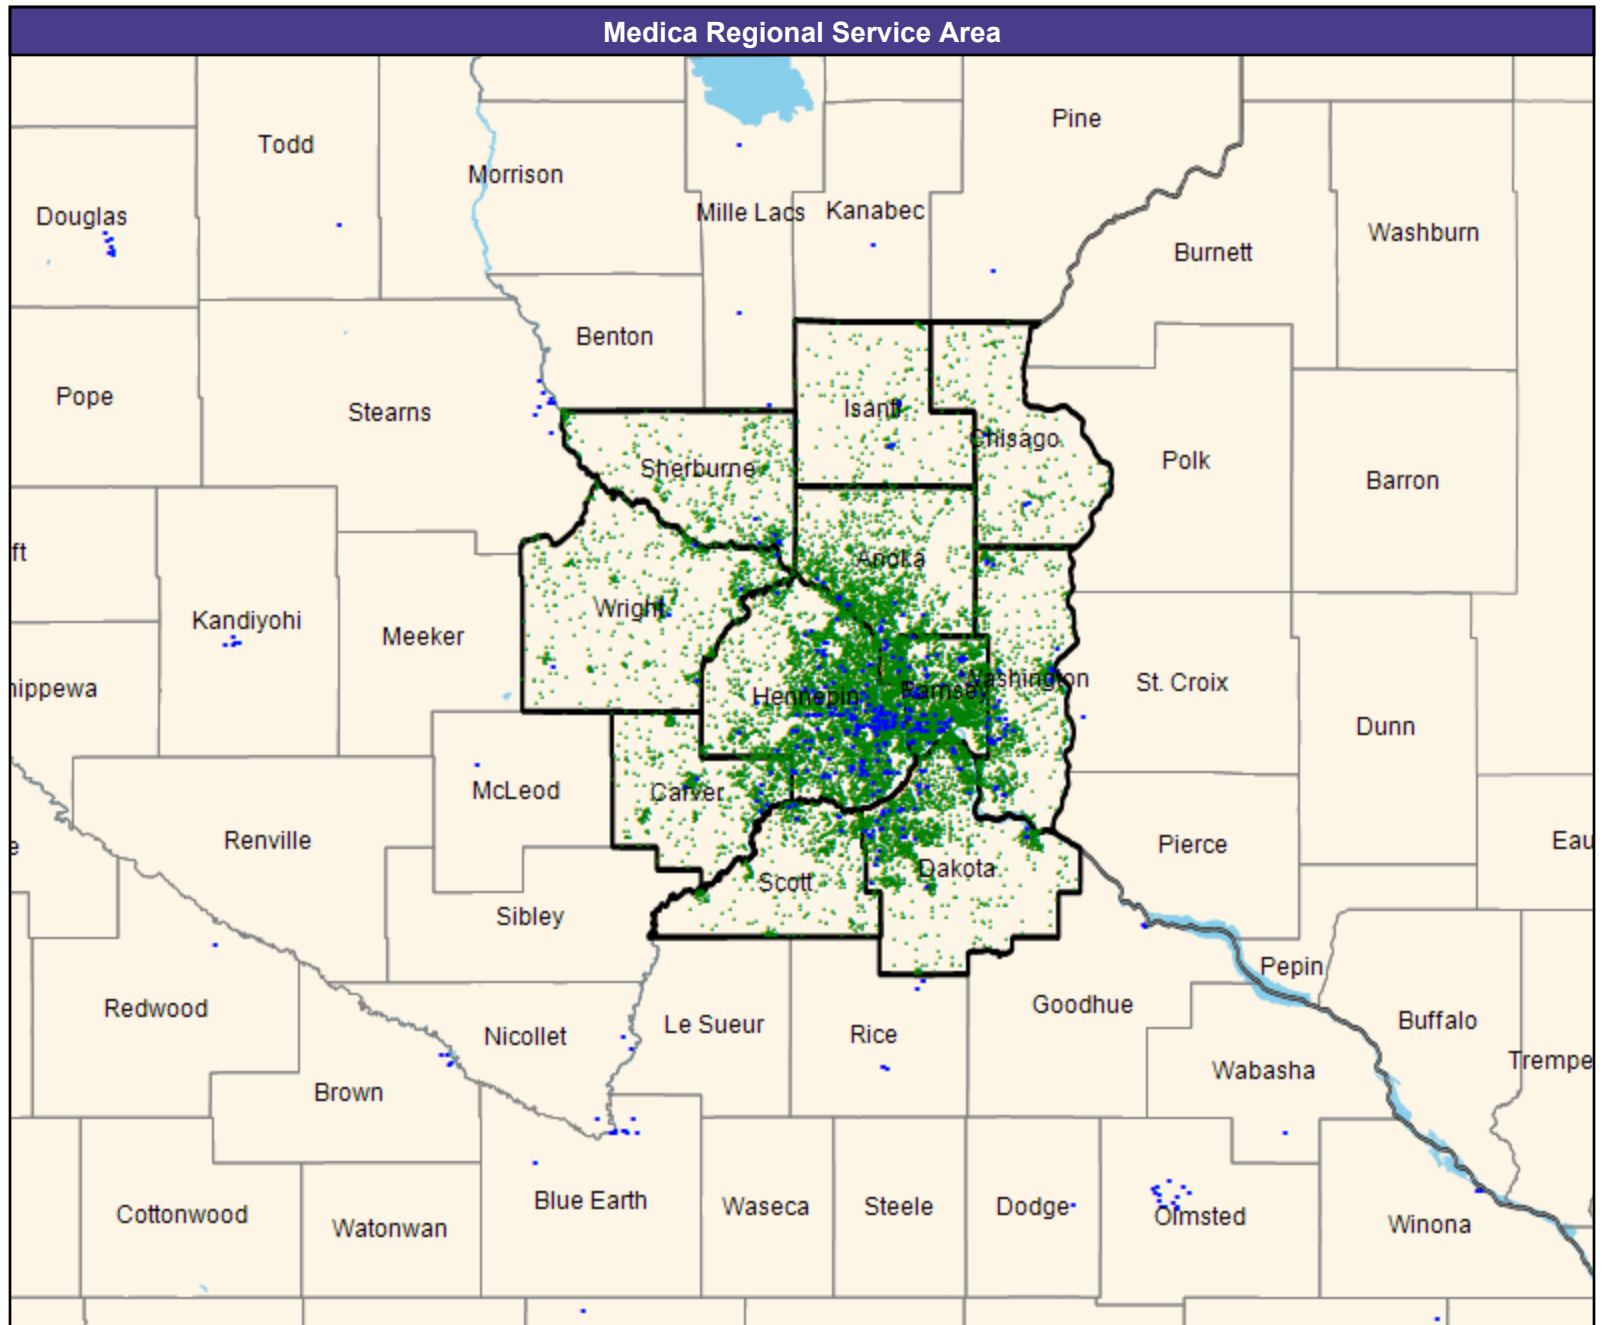 Medica Regional Service Area
Pine
Todd
Morrison
Douglas
Mille Lacs
Kanabec
Washburn
Burnett
Benton
Pope
Stearns
Isanti
Chisago
Polk
Sherburne
Barron
ft
Anoka
Wright
Kandiyohi
Meeker
hippewa
Hennepin
Ramsey
Washington
St. Croix
Dunn
McLeod
Carver
Renville
e
Pierce
Eau
Dakota
Scott
Sibley
Pepin
Redwood
Goodhue
Buffalo
Le Sueur
Nicollet
Rice
Trempe
Wabasha
Brown
Blue Earth
Waseca
Steele
Dodge
Olmsted
Cottonwood
Watonwan
Winona